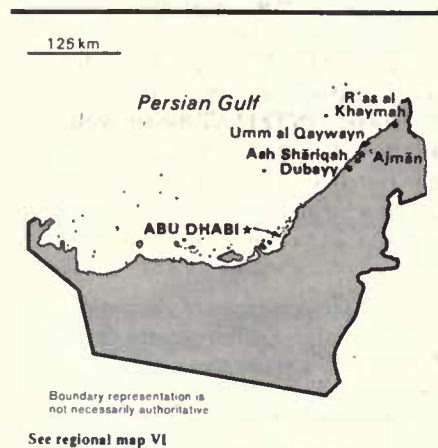 125 km
Persian Gulf
R'as al
Khaymah
Umm al Qaywayn
Ash Shāriqah
'Ajmān
Dubayy
ABU DHABI
Boundary representation is
not necessarily authoritative
See regional map VI